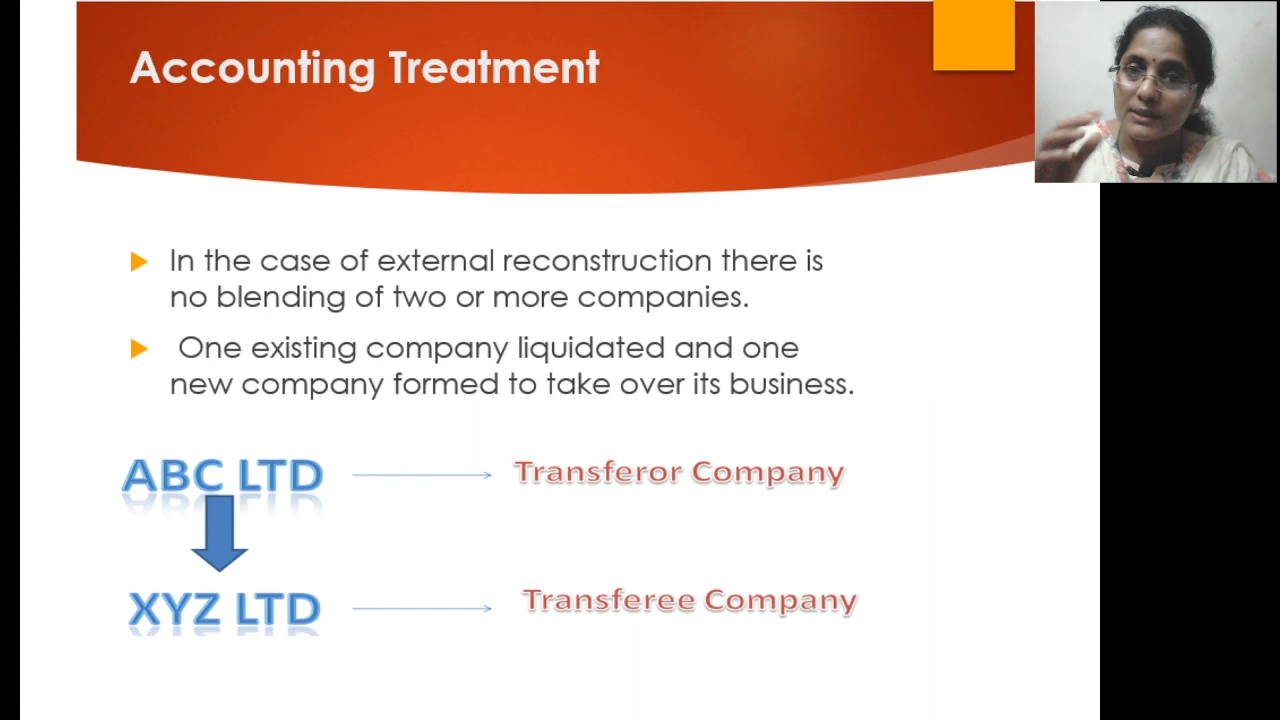 Accounting Treatment
In the case of external reconstruction there is
no blending of two or more companies.
One existing company liquidated and one
new company formed to take over its business.
ABC LTD Transferor Company
XYZ LTD Transferee Company